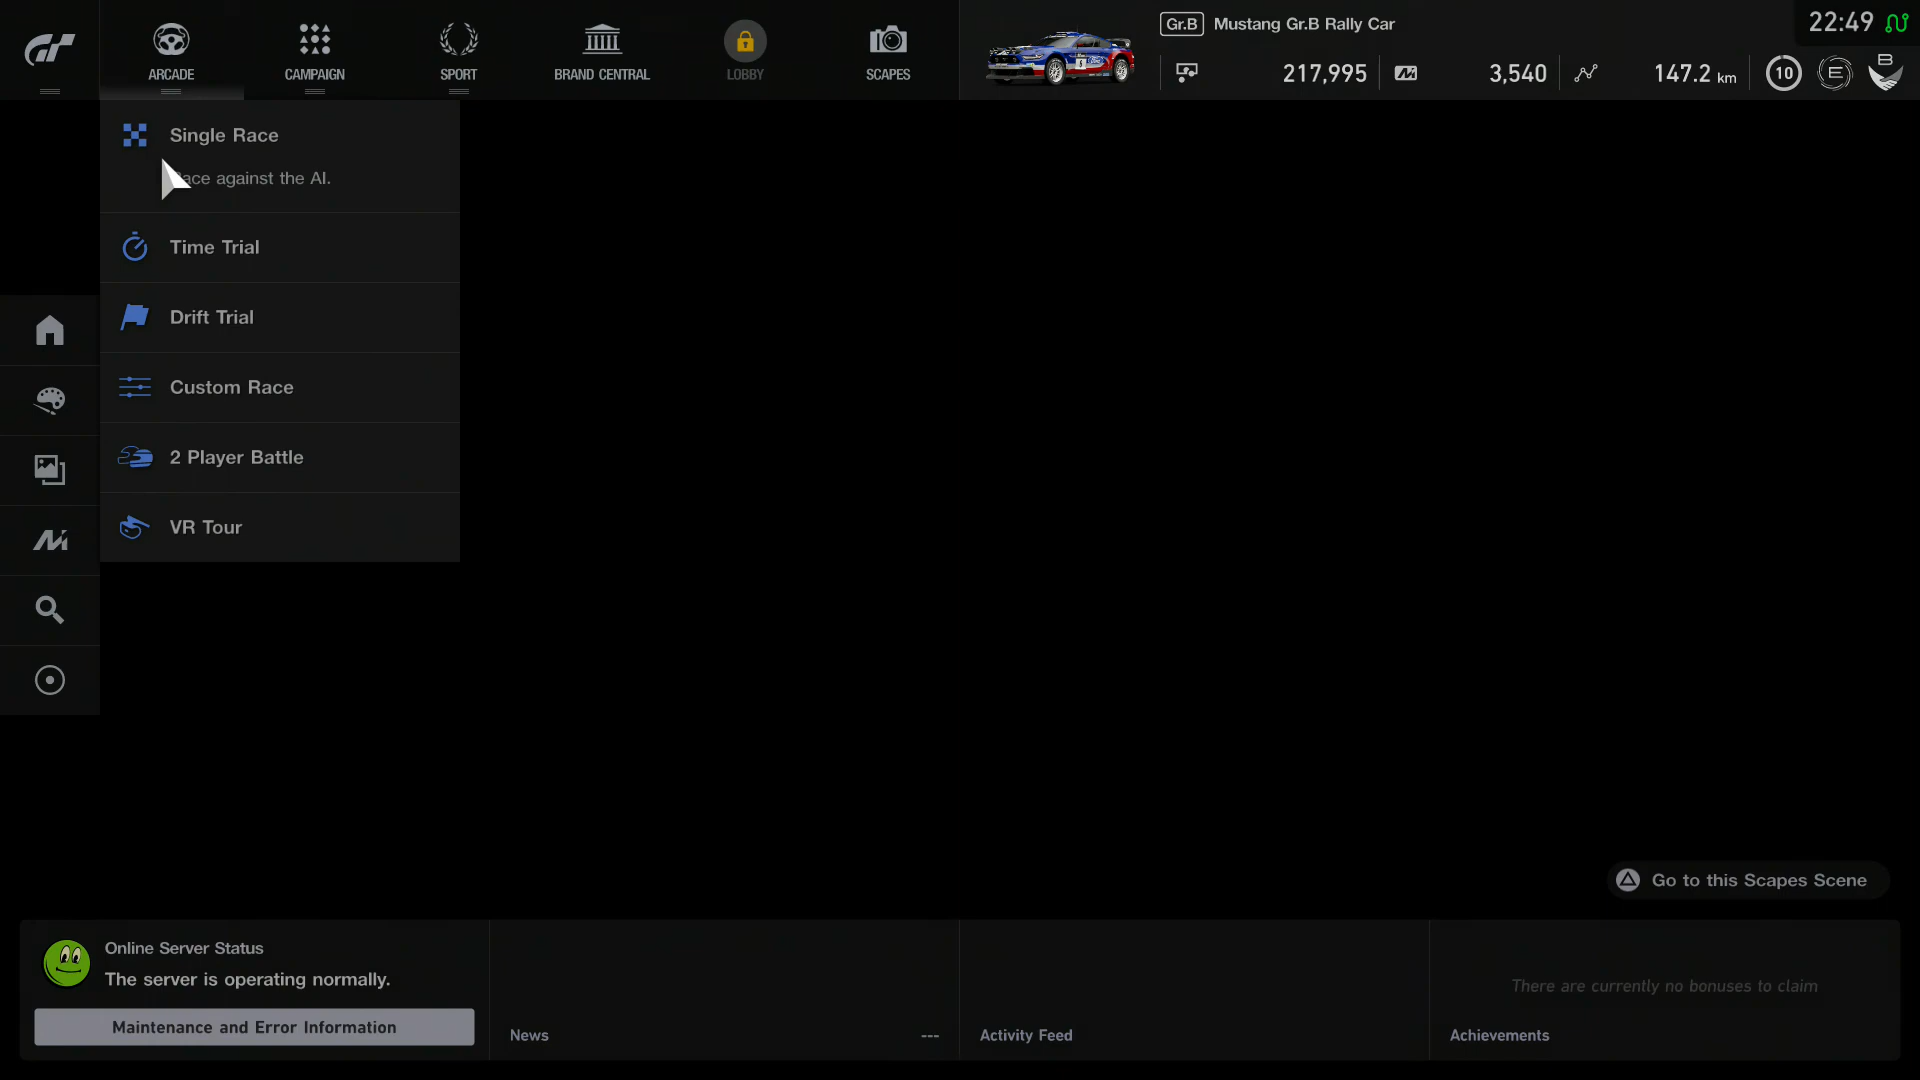 ARCADE
CAMPAIGN
SPORT
BRAND CENTRAL
LOBBY
SCAPES
Gr.B Mustang Gr.B Rally Car
22:49
217,995
3,540
147.2 km
10
E
B
Single Race
ace against the AI.
Time Trial
Drift Trial
Custom Race
2 Player Battle
VR Tour
Go to this Scapes Scene
Online Server Status
The server is operating normally.
Maintenance and Error Information
News ---
Activity Feed
There are currently no bonuses to claim
Achievements